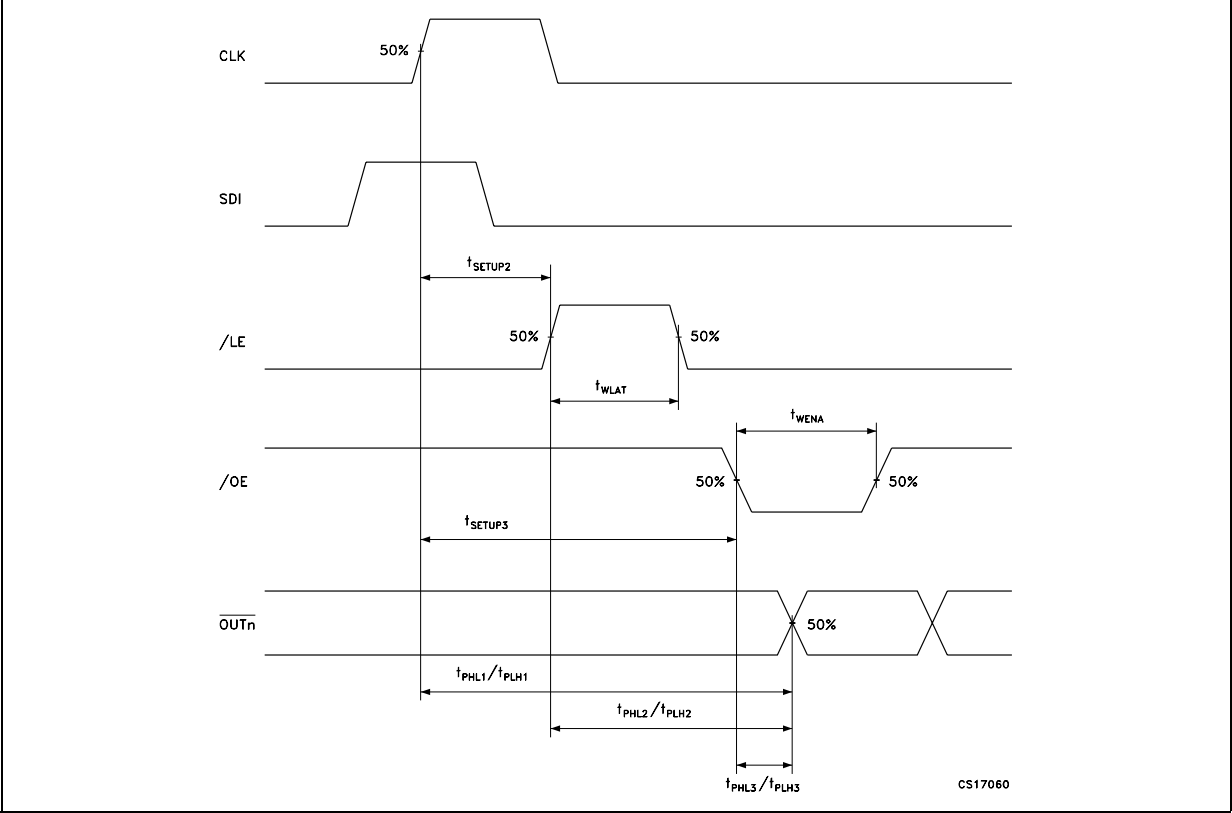 50%
CLK
SDI
tSETUP2
50%
50%
/LE
tWLAT
tWENA
50%
50%
/OE
tSETUP3
OUTn
50%
tPHL1/tPLH1
tPHL2/tPLH2
tPHL3/tPLH3
CS17060